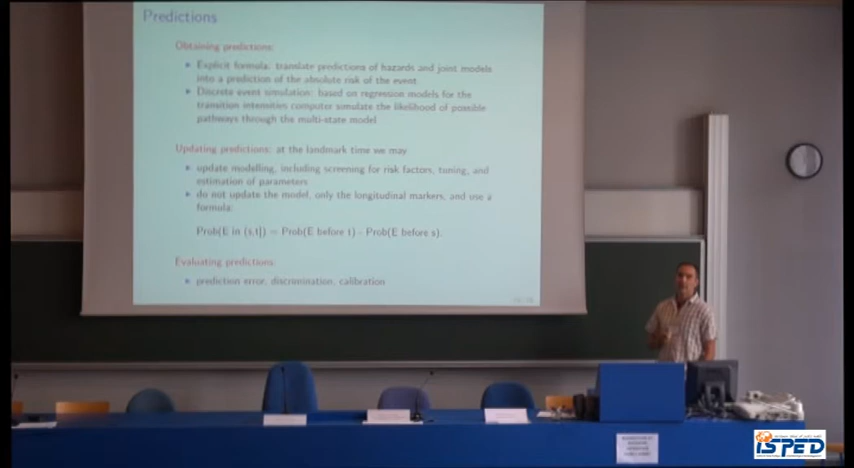 Predictions
Obtaining predictions:
Explicit formula: translate predictions of hazards and joint models
into a prediction of the absolute risk of the event
Discrete event simulation: based on regression models for the
transition intensities computer simulate the likelihood of possible
pathways through the multi-state model
Updating predictions: at the landmark time we may
update modelling, including screening for risk factors, tuning, and
estimation of parameters
do not update the model, only the longitudinal markers, and use a
formula:
Prob(E in (s,t]) = Prob(E before t) - Prob(E before s).
Evaluating predictions:
prediction error, discrimination, calibration
ISPED